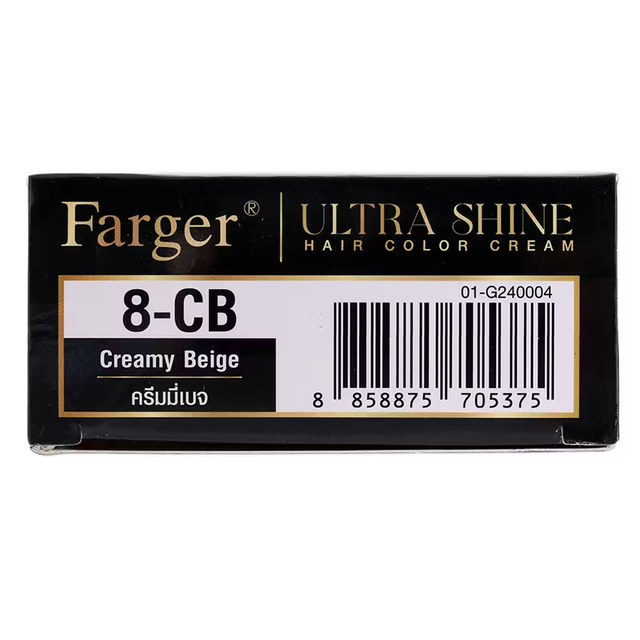 Farger®
ULTRA SHINE
HAIR COLOR CREAM
8-CB
Creamy Beige
ครีมมี่เบจ
01-G240004
8 858875 705375